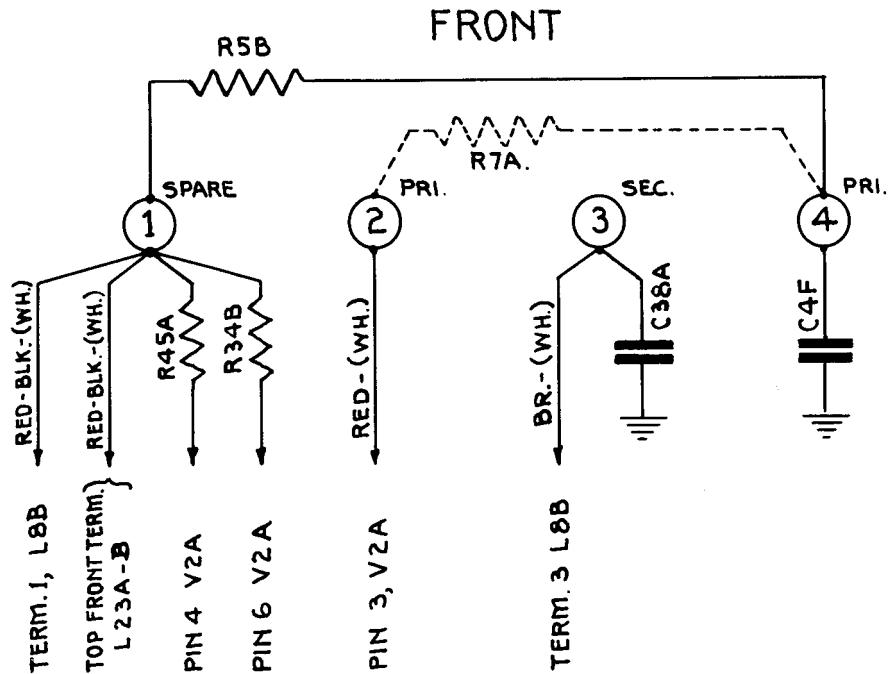 FRONT
R5B
R7A.
SPARE
PRI.
SEC.
PRI.
1
2
3
4
RED-BLK.-(WH.)
RED-BLK.-(WH.)
R45A
R34B
RED-(WH.)
BR.-(WH.)
C38A
C4F
TERM. 1, L8B
TOP FRONT TERM.
L23A-B
PIN 4 V2A
PIN 6 V2A
PIN 3, V2A
TERM. 3 L8B